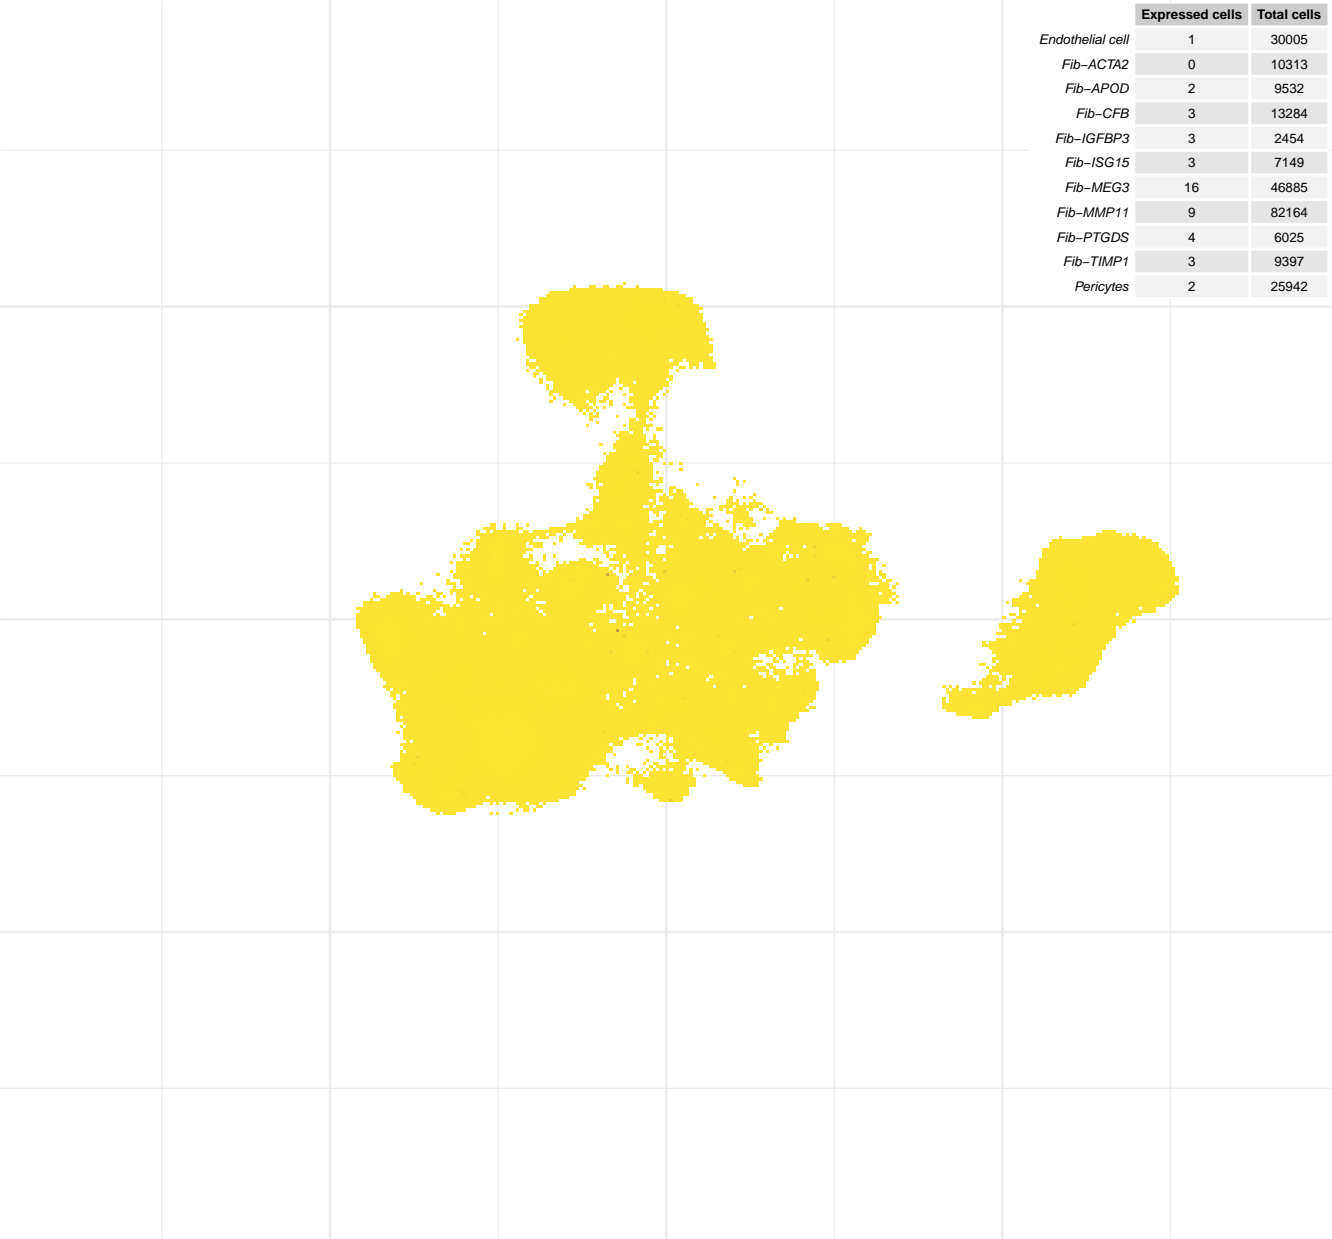 Expressed cells Total cells
Endothelial cell 1 30005
Fib−ACTA2 0 10313
Fib−APOD 2 9532
Fib−CFB 3 13284
Fib−IGFBP3 3 2454
Fib−ISG15 3 7149
Fib−MEG3 16 46885
Fib−MMP11 9 82164
Fib−PTGDS 4 6025
Fib−TIMP1 3 9397
Pericytes 2 25942